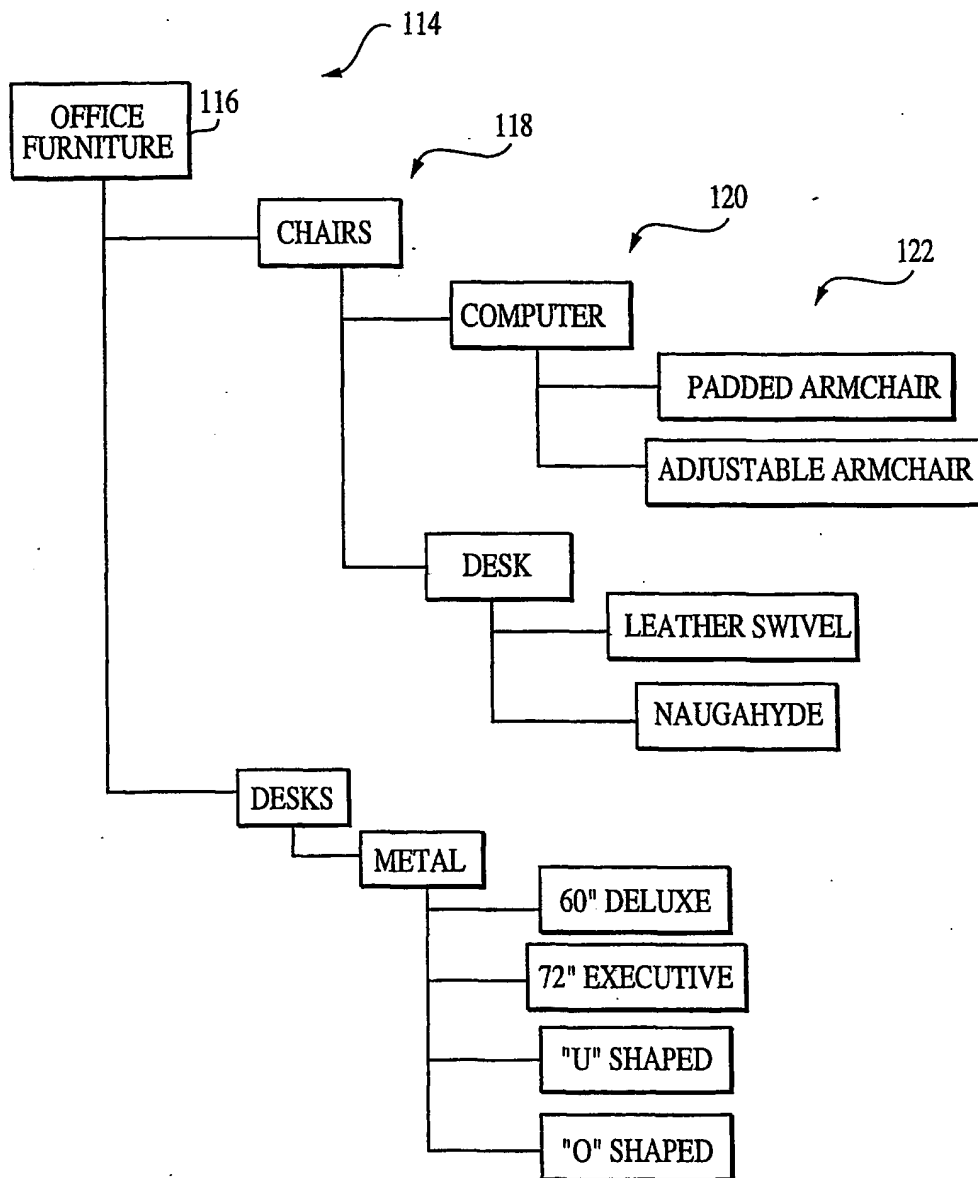 114
OFFICE
FURNITURE
116
118
CHAIRS
120
COMPUTER
122
PADDED ARMCHAIR
ADJUSTABLE ARMCHAIR
DESK
LEATHER SWIVEL
NAUGAHYDE
DESKS
METAL
60" DELUXE
72" EXECUTIVE
"U" SHAPED
"O" SHAPED